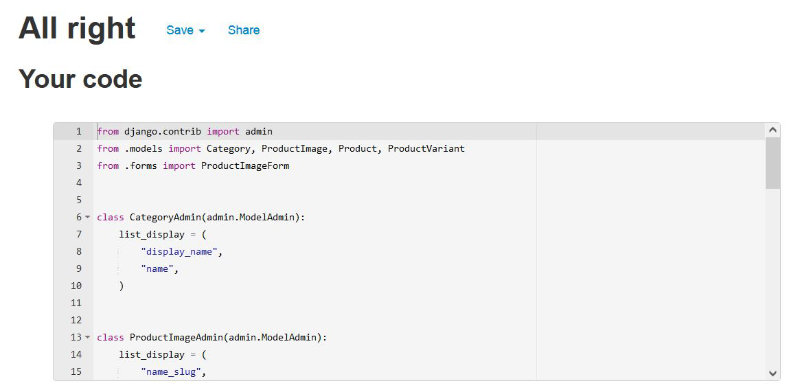 All right Save Share
Your code
1 from django.contrib import admin
2 from .models import Category, ProductImage, Product, ProductVariant
3 from .forms import ProductImageForm
4
5
6 class CategoryAdmin(admin.ModelAdmin):
7     list_display = (
8         "display_name",
9         "name",
10     )
11
12
13 class ProductImageAdmin(admin.ModelAdmin):
14     list_display = (
15         "name_slug",